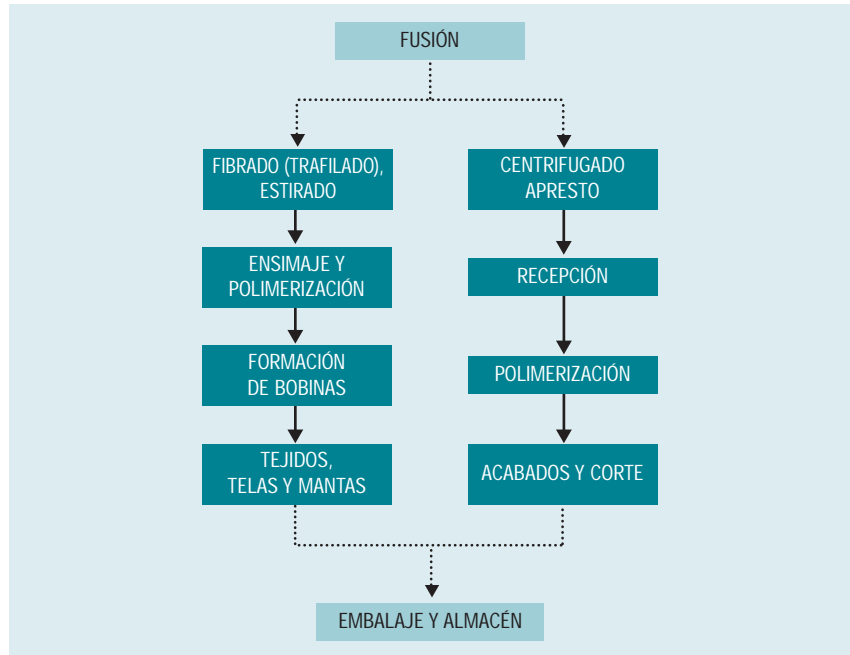 FUSIÓN
FIBRADO (TRAFILADO),
ESTIRADO
ENSIMAJE Y
POLIMERIZACIÓN
FORMACIÓN
DE BOBINAS
TEJIDOS,
TELAS Y MANTAS
CENTRIFUGADO
APRESTO
RECEPCIÓN
POLIMERIZACIÓN
ACABADOS Y CORTE
EMBALAJE Y ALMACÉN